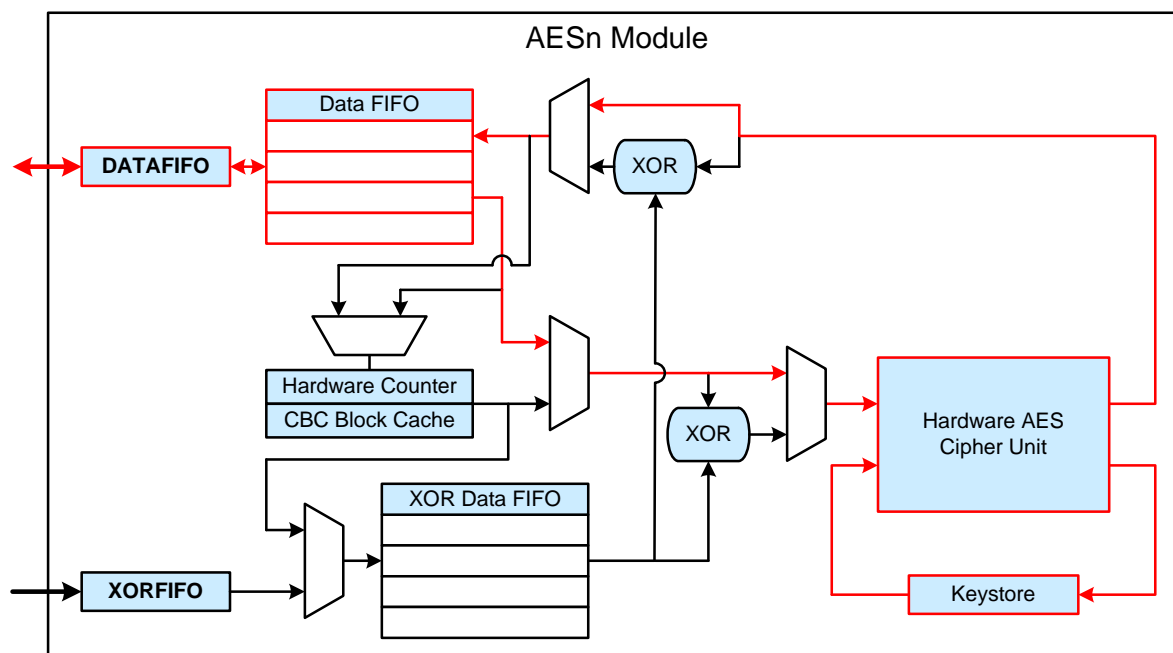 AESn Module
Data FIFO
DATAFIFO
XOR
Hardware Counter
CBC Block Cache
XOR
Hardware AES
Cipher Unit
XOR Data FIFO
XORFIFO
Keystore